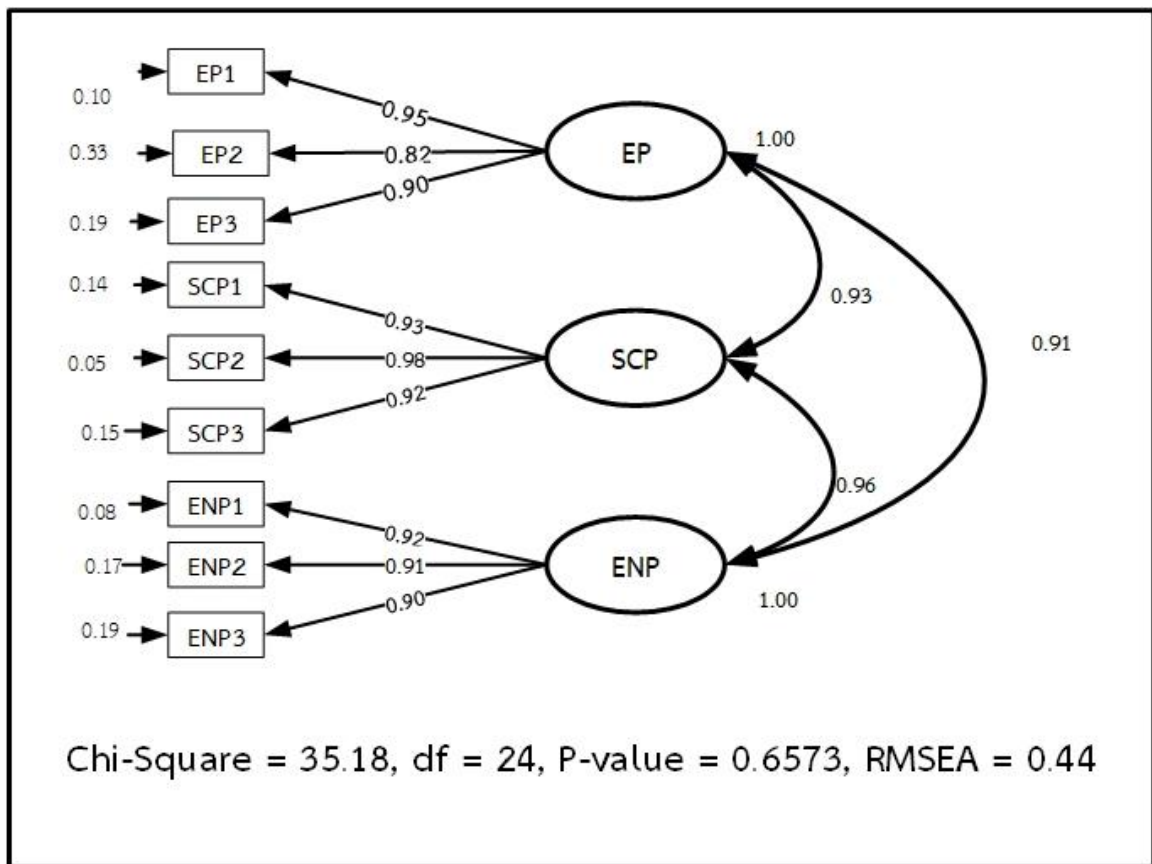 EP1
0.10
0.95
EP
1.00
0.33
EP2
0.82
0.90
0.19
EP3
0.14
SCP1
0.93
0.93
SCP
0.91
0.05
SCP2
0.98
0.92
0.15
SCP3
0.96
0.08
ENP1
0.92
ENP
0.17
ENP2
0.91
0.90
1.00
0.19
ENP3
Chi-Square = 35.18, df = 24, P-value = 0.6573, RMSEA = 0.44